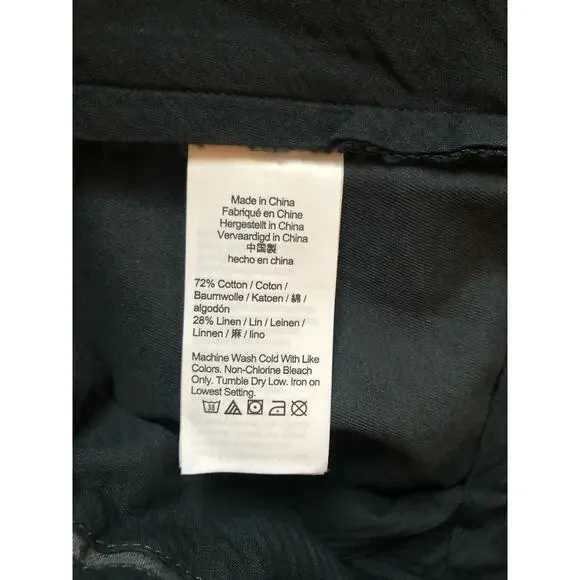 Made in China
Fabriqué en Chine
Hergestellt in China
Vervaardigd in China
中国製
hecho en china
72% Cotton / Coton /
Baumwolle / Katoen / 綿 /
algodón
28% Linen / Lin / Leinen /
Linnen / 麻 / lino
Machine Wash Cold With Like
Colors. Non-Chlorine Bleach
Only. Tumble Dry Low. Iron on
Lowest Setting.
30